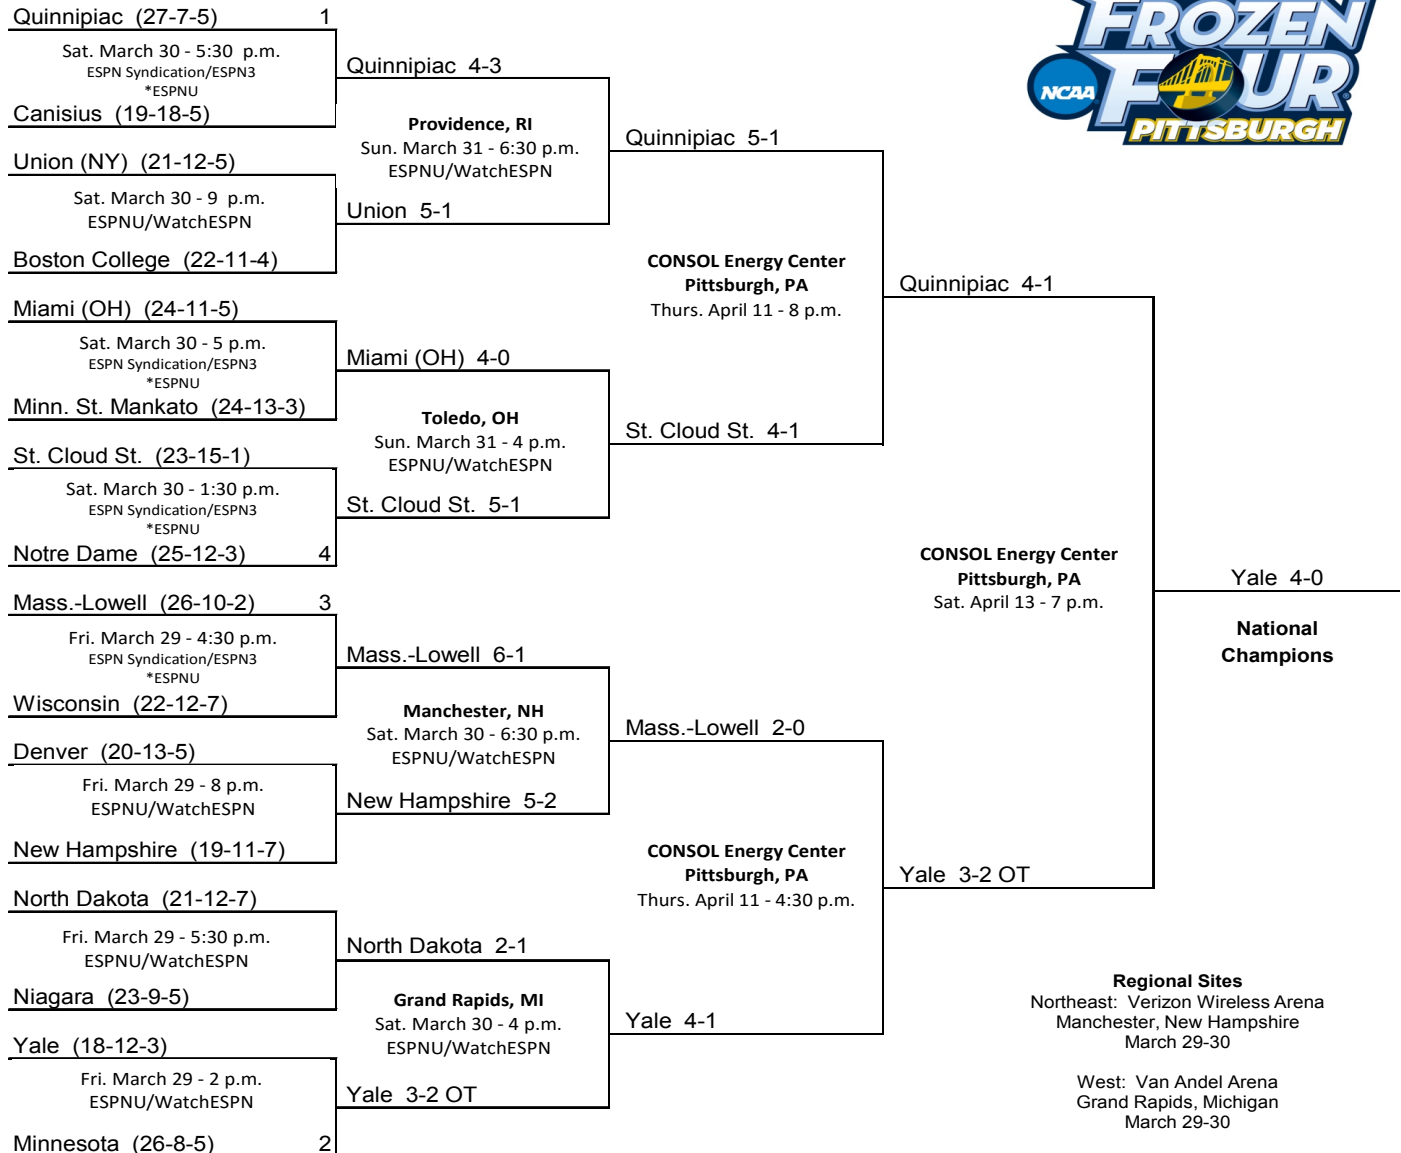 Quinnipiac (27-7-5) 1
Sat. March 30 - 5:30 p.m.
ESPN Syndication/ESPN3
*ESPNU
Canisius (19-18-5)
Union (NY) (21-12-5)
Sat. March 30 - 9 p.m.
ESPNU/WatchESPN
Boston College (22-11-4)
Miami (OH) (24-11-5)
Sat. March 30 - 5 p.m.
ESPN Syndication/ESPN3
*ESPNU
Minn. St. Mankato (24-13-3)
St. Cloud St. (23-15-1)
Sat. March 30 - 1:30 p.m.
ESPN Syndication/ESPN3
*ESPNU
Notre Dame (25-12-3) 4
Mass.-Lowell (26-10-2) 3
Fri. March 29 - 4:30 p.m.
ESPN Syndication/ESPN3
*ESPNU
Wisconsin (22-12-7)
Denver (20-13-5)
Fri. March 29 - 8 p.m.
ESPNU/WatchESPN
New Hampshire (19-11-7)
North Dakota (21-12-7)
Fri. March 29 - 5:30 p.m.
ESPNU/WatchESPN
Niagara (23-9-5)
Yale (18-12-3)
Fri. March 29 - 2 p.m.
ESPNU/WatchESPN
Minnesota (26-8-5) 2
Quinnipiac 4-3
Providence, RI
Sun. March 31 - 6:30 p.m.
ESPNU/WatchESPN
Union 5-1
Miami (OH) 4-0
Toledo, OH
Sun. March 31 - 4 p.m.
ESPNU/WatchESPN
St. Cloud St. 5-1
Mass.-Lowell 6-1
Manchester, NH
Sat. March 30 - 6:30 p.m.
ESPNU/WatchESPN
New Hampshire 5-2
North Dakota 2-1
Grand Rapids, MI
Sat. March 30 - 4 p.m.
ESPNU/WatchESPN
Yale 3-2 OT
Quinnipiac 5-1
CONSOL Energy Center
Pittsburgh, PA
Thurs. April 11 - 8 p.m.
St. Cloud St. 4-1
Mass.-Lowell 2-0
CONSOL Energy Center
Pittsburgh, PA
Thurs. April 11 - 4:30 p.m.
Yale 4-1
Quinnipiac 4-1
CONSOL Energy Center
Pittsburgh, PA
Sat. April 13 - 7 p.m.
Yale 3-2 OT
Yale 4-0
National
Champions
FROZEN
NCAA
FOUR
PITTSBURGH
Regional Sites
Northeast: Verizon Wireless Arena
Manchester, New Hampshire
March 29-30
West: Van Andel Arena
Grand Rapids, Michigan
March 29-30